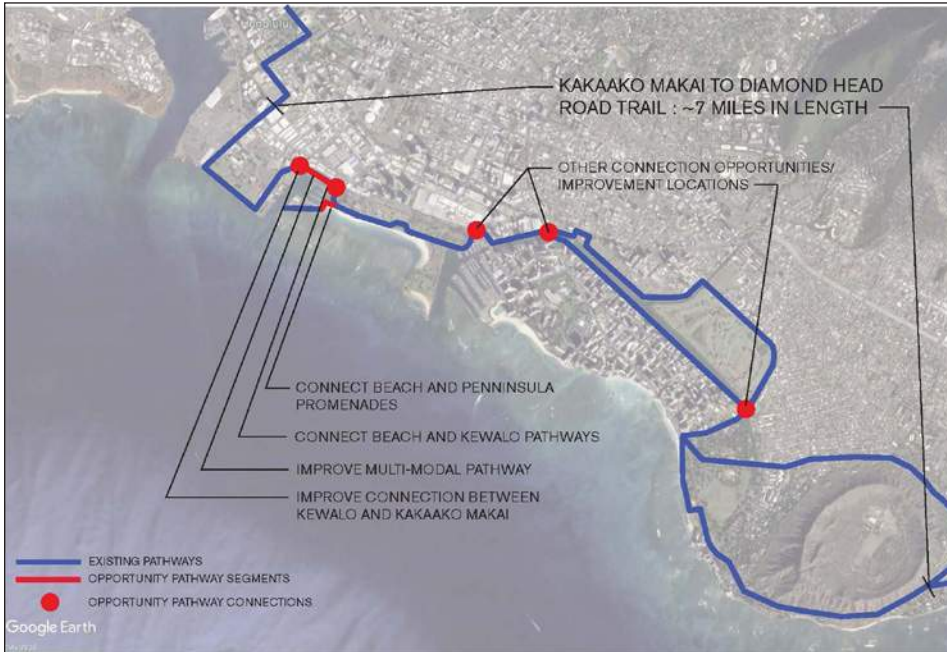 Honolulu
KAKAAKO MAKAI TO DIAMOND HEAD
ROAD TRAIL : ~7 MILES IN LENGTH
OTHER CONNECTION OPPORTUNITIES/
IMPROVEMENT LOCATIONS
CONNECT BEACH AND PENNINSULA
PROMENADES
CONNECT BEACH AND KEWALO PATHWAYS
IMPROVE MULTI-MODAL PATHWAY
IMPROVE CONNECTION BETWEEN
KEWALO AND KAKAAKO MAKAI
EXISTING PATHWAYS
OPPORTUNITY PATHWAY SEGMENTS
OPPORTUNITY PATHWAY CONNECTIONS
Google Earth